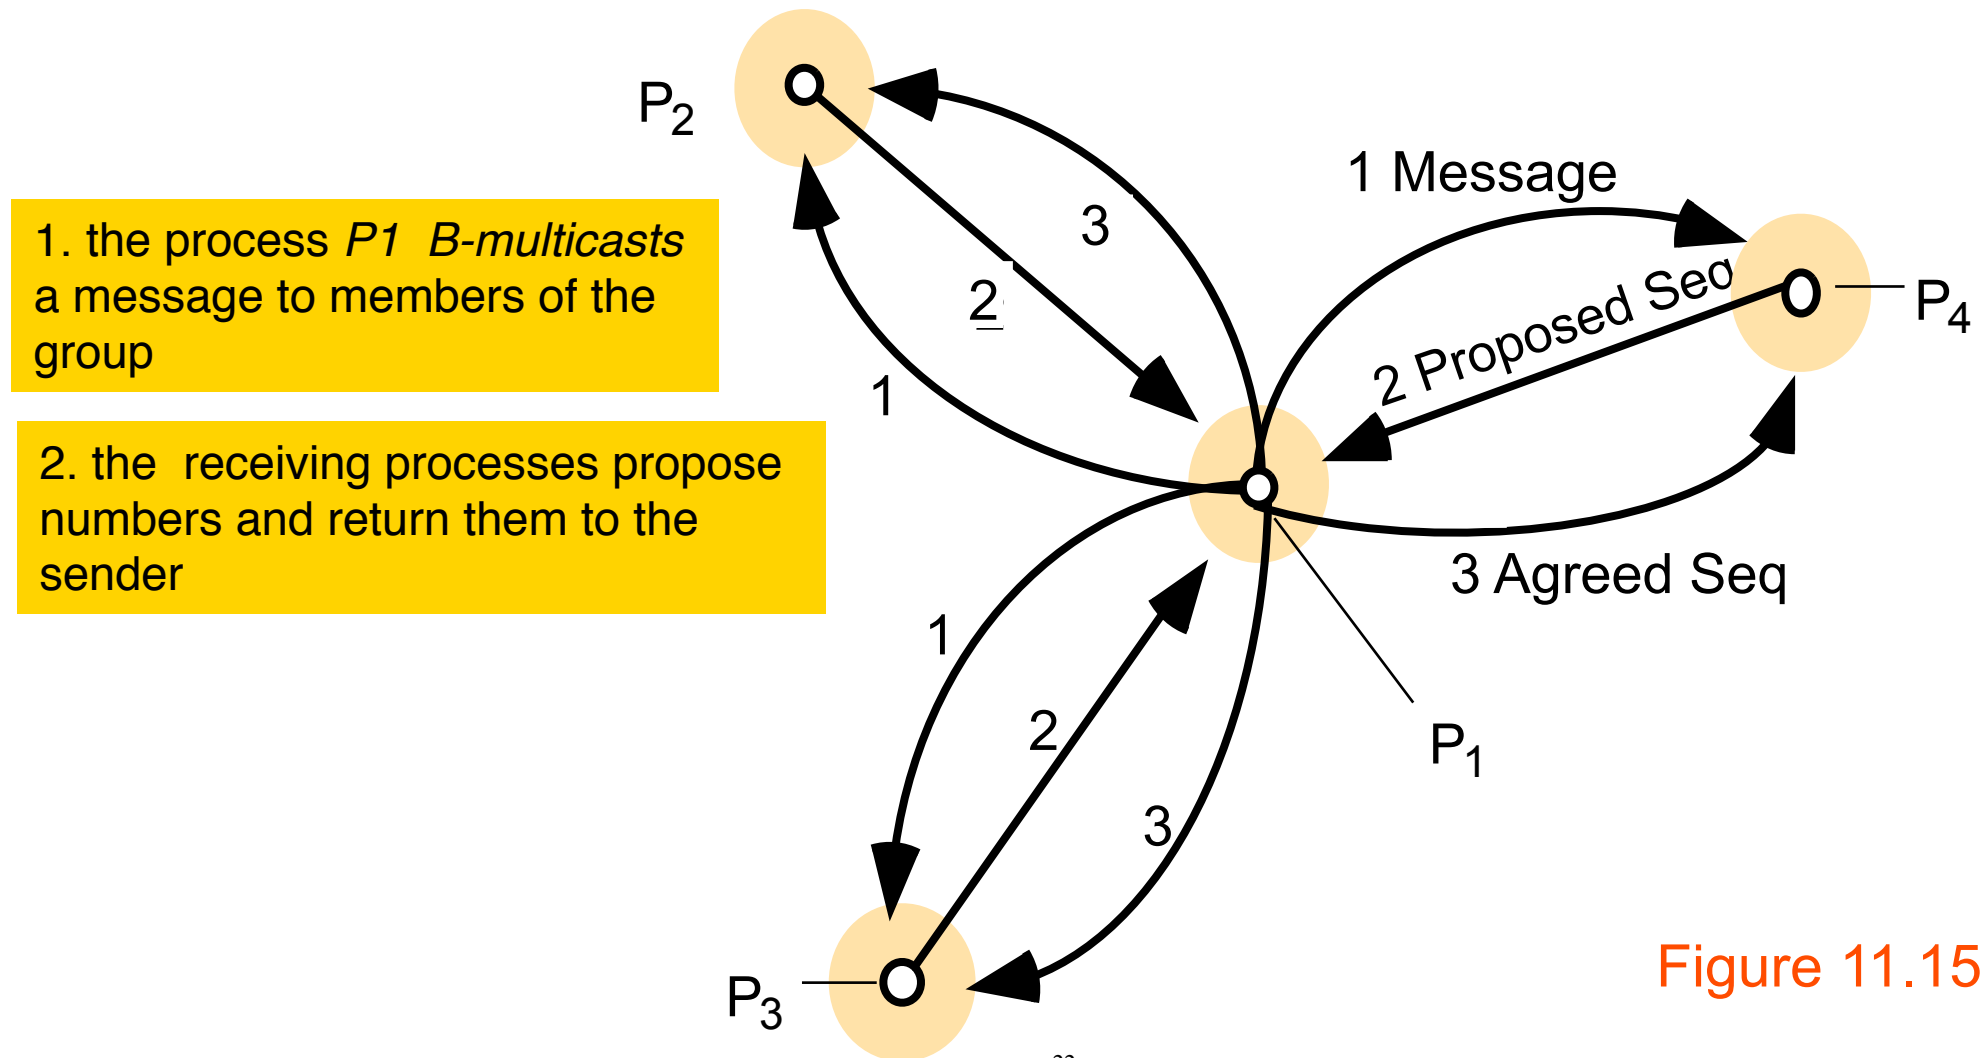 P2
3
1 Message
1. the process P1 B-multicasts
a message to members of the
group
2
2 Proposed Seq
P4
1
2. the receiving processes propose
numbers and return them to the
sender
3 Agreed Seq
1
2
P1
3
Figure 11.15
P3